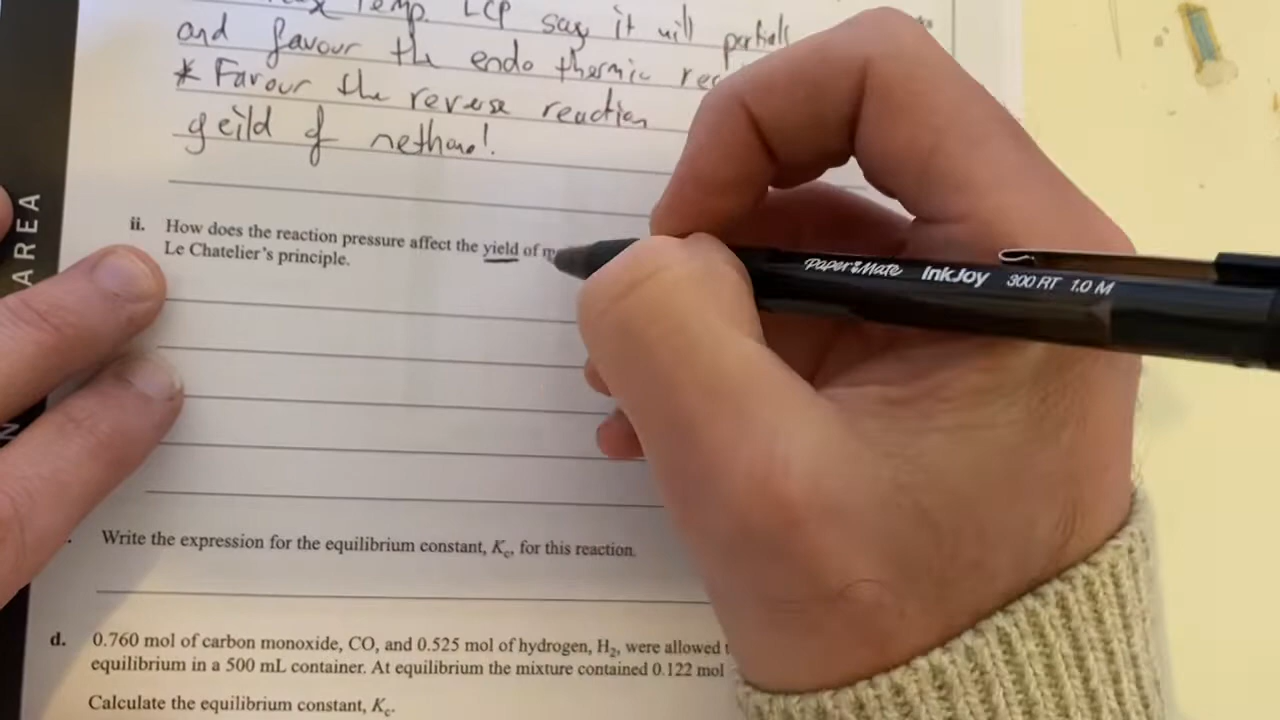 Temp. LCP say it will partially
and favour the endo thermic
* Favour the reverse reaction
geild of methanol.
ii. How does the reaction pressure affect the yield of
Le Chatelier's principle.
Write the expression for the equilibrium constant, Kc, for this reaction.
d. 0.760 mol of carbon monoxide, CO, and 0.525 mol of hydrogen, H2, were allowed
equilibrium in a 500 mL container. At equilibrium the mixture contained 0.122 mol
Calculate the equilibrium constant, Kc.
AREA
N
Paper Mate InkJoy 300 RT 1.0 M